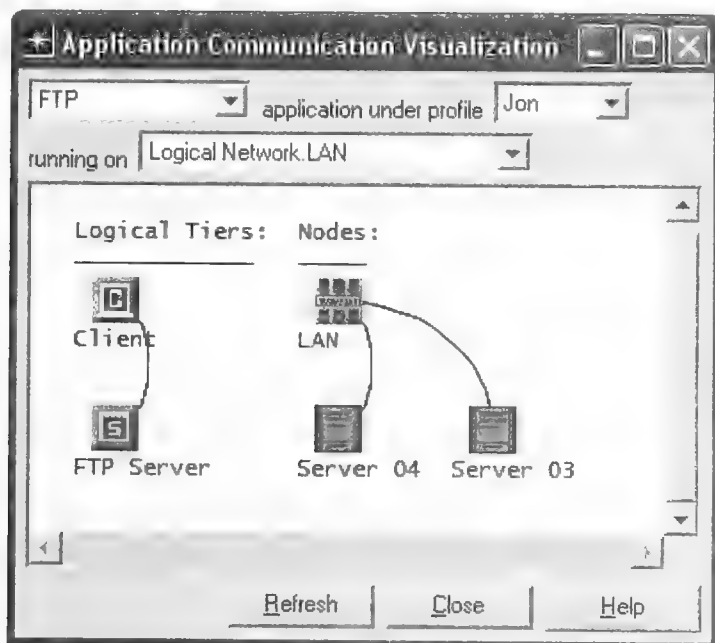 Application Communication Visualization
FTP application under profile Jon
running on Logical Network.LAN
Logical Tiers: Nodes:
C
Client LAN
S
FTP Server Server 04 Server 03
Refresh Close Help